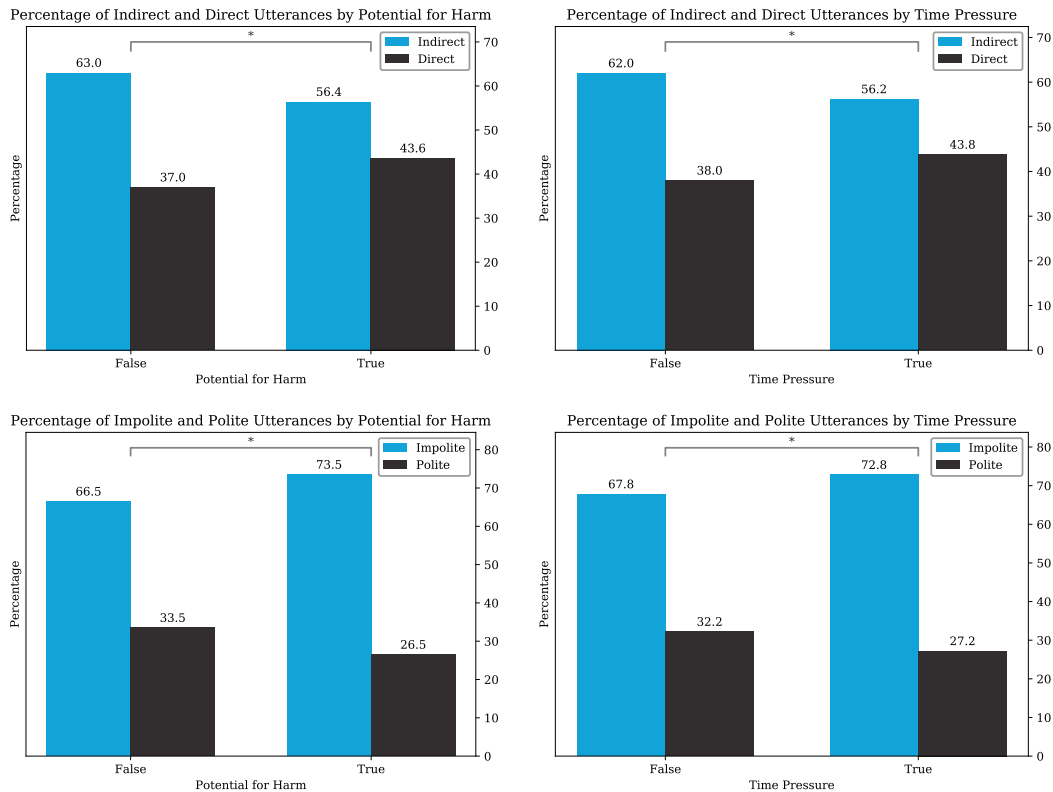 Percentage of Indirect and Direct Utterances by Potential for Harm
*
Indirect
Direct
63.0
37.0
56.4
43.6
70
60
50
40
30
20
10
0
Percentage
False
True
Potential for Harm
Percentage of Indirect and Direct Utterances by Time Pressure
*
Indirect
Direct
62.0
38.0
56.2
43.8
70
60
50
40
30
20
10
0
Percentage
False
True
Time Pressure
Percentage of Impolite and Polite Utterances by Potential for Harm
*
Impolite
Polite
66.5
33.5
73.5
26.5
80
70
60
50
40
30
20
10
0
Percentage
False
True
Potential for Harm
Percentage of Impolite and Polite Utterances by Time Pressure
*
Impolite
Polite
67.8
32.2
72.8
27.2
80
70
60
50
40
30
20
10
0
Percentage
False
True
Time Pressure